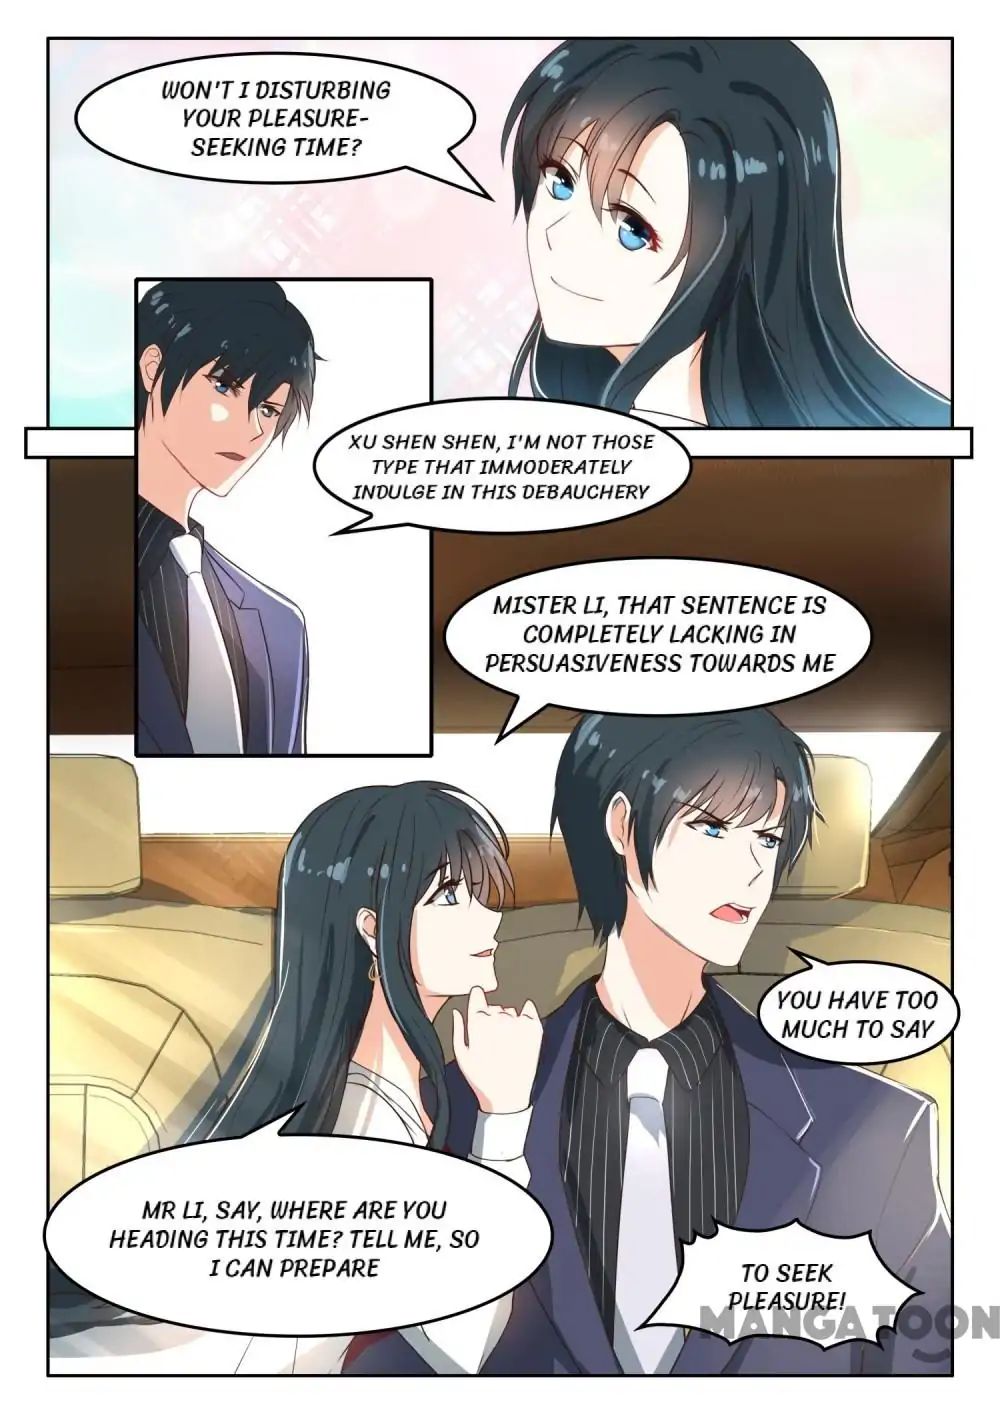 WON'T I DISTURBING
YOUR PLEASURE-
SEEKING TIME?
XU SHEN SHEN, I'M NOT THOSE
TYPE THAT IMMODERATELY
INDULGE IN THIS DEBAUCHERY
MISTER LI, THAT SENTENCE IS
COMPLETELY LACKING IN
PERSUASIVENESS TOWARDS ME
YOU HAVE TOO
MUCH TO SAY
MR LI, SAY, WHERE ARE YOU
HEADING THIS TIME? TELL ME, SO
I CAN PREPARE
TO SEEK
PLEASURE!
MANGATOON